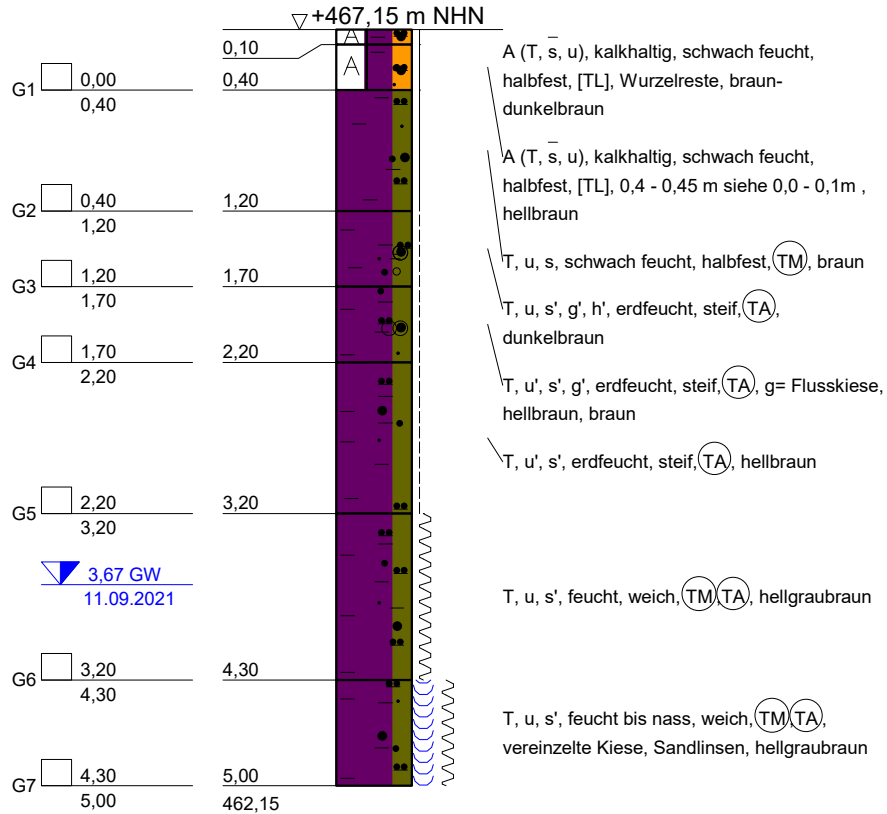 +467,15 m NHN
A
0,10
A
G1 0,00 0,40
0,40
A (T, s̄, u), kalkhaltig, schwach feucht,
halbfest, [TL], Wurzelreste, braun-
dunkelbraun
A (T, s̄, u), kalkhaltig, schwach feucht,
halbfest, [TL], 0,4 - 0,45 m siehe 0,0 - 0,1m ,
hellbraun
G2 0,40 1,20
1,20
T, u, s, schwach feucht, halbfest, TM, braun
G3 1,20 1,70
1,70
T, u, s', g', h', erdfeucht, steif, TA,
dunkelbraun
G4 1,70 2,20
2,20
T, u', s', g', erdfeucht, steif, TA, g= Flusskiese,
hellbraun, braun
T, u', s', erdfeucht, steif, TA, hellbraun
G5 2,20 3,20
3,20
3,67 GW
11.09.2021
T, u, s', feucht, weich, TM, TA, hellgraubraun
G6 3,20 4,30
4,30
T, u, s', feucht bis nass, weich, TM, TA,
vereinzelte Kiese, Sandlinsen, hellgraubraun
G7 4,30 5,00
5,00 462,15